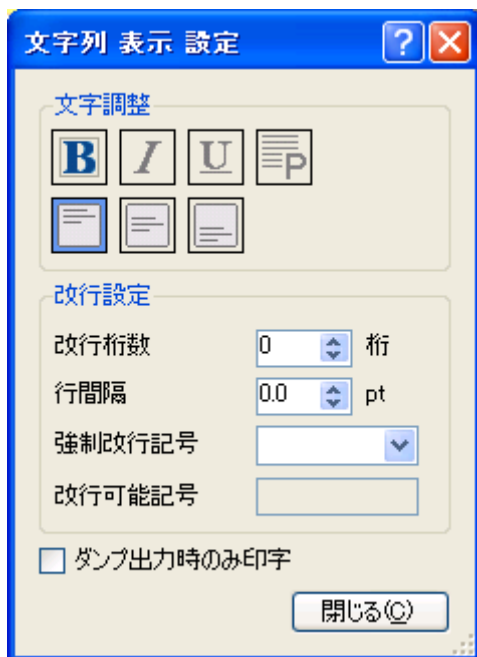 文字列 表示 設定
?
文字調整
B I U P
改行設定
改行桁数 0 桁
行間隔 0.0 pt
強制改行記号
改行可能記号
ダンプ出力時のみ印字
閉じる(C)